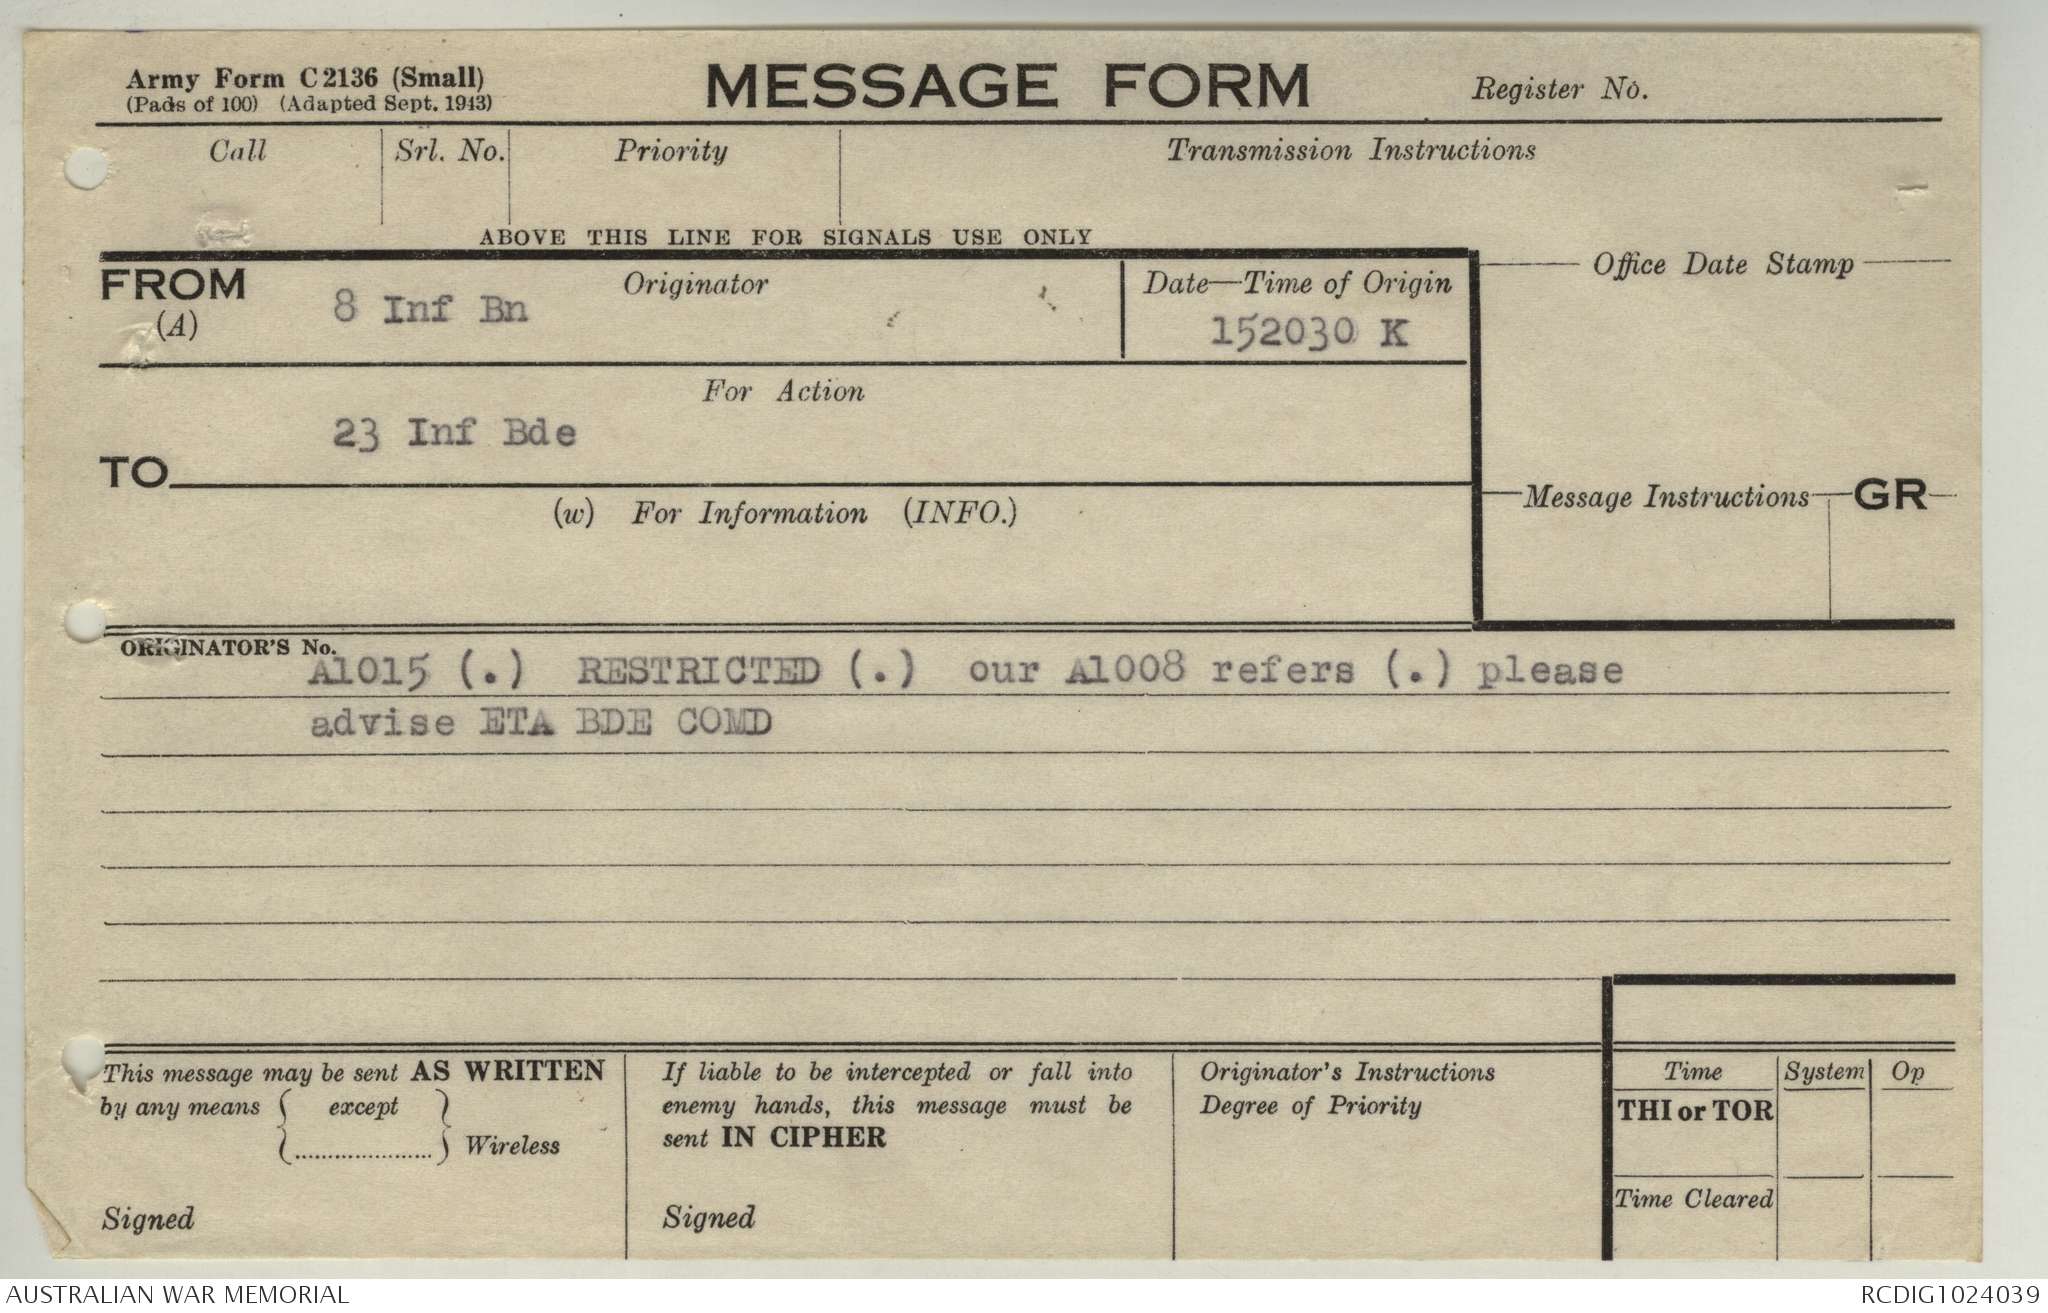 Army Form C 2136 (Small)
(Pads of 100) (Adapted Sept. 1943)
MESSAGE FORM
Register No.
Call
Srl. No.
Priority
Transmission Instructions
ABOVE THIS LINE FOR SIGNALS USE ONLY
FROM
(A)
Originator
8 Inf Bn
Date—Time of Origin
152030 K
Office Date Stamp
For Action
23 Inf Bde
TO
(w) For Information (INFO.)
Message Instructions
GR
ORIGINATOR'S No.
A1015 (.) RESTRICTED (.) our A1008 refers (.) please
advise ETA BDE COMD
This message may be sent AS WRITTEN
by any means { except }
{ ..................... } Wireless
Signed
If liable to be intercepted or fall into
enemy hands, this message must be
sent IN CIPHER
Signed
Originator's Instructions
Degree of Priority
Time
System
Op
THI or TOR
Time Cleared
AUSTRALIAN WAR MEMORIAL
RCDIG1024039